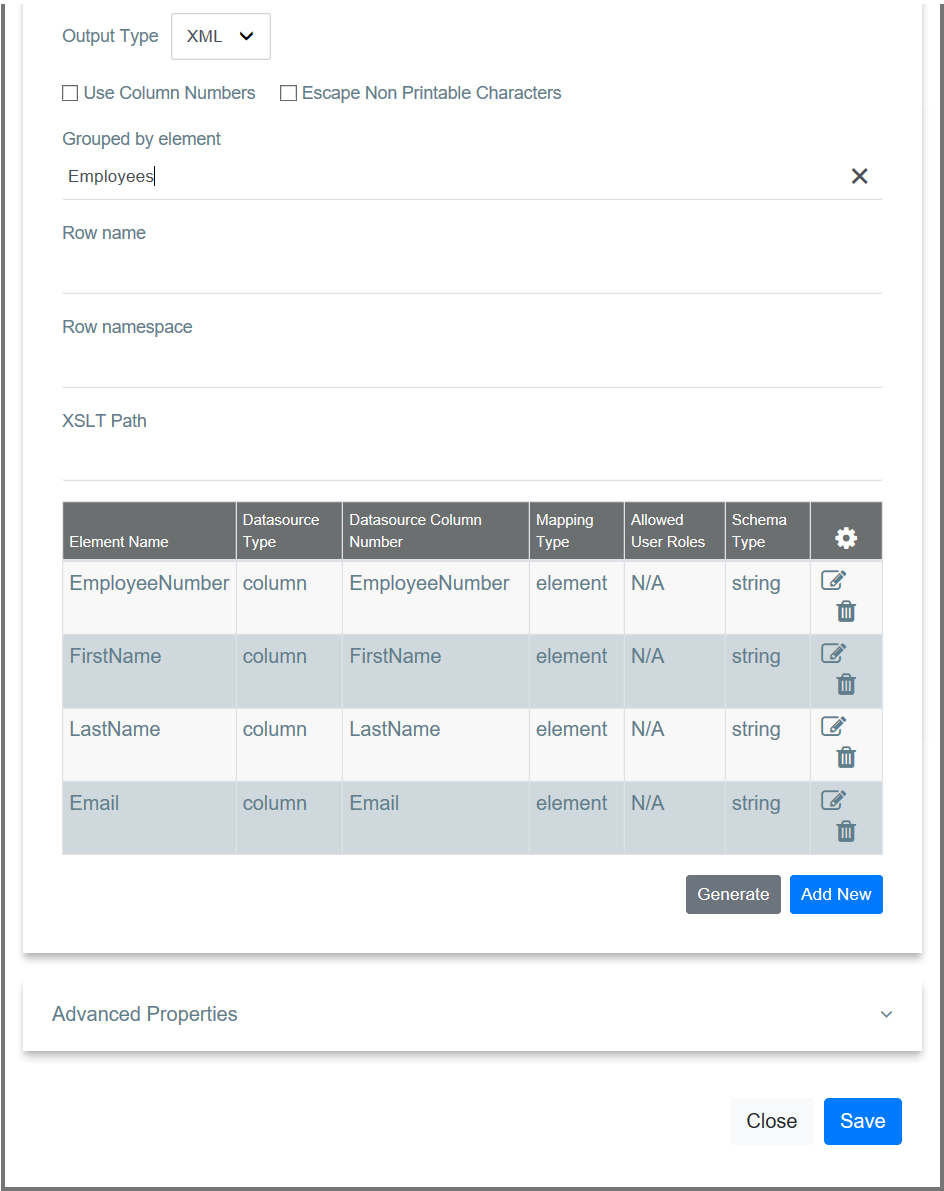 Output Type XML
Use Column Numbers Escape Non Printable Characters
Grouped by element
Employees
Row name
Row namespace
XSLT Path
Element Name Datasource Type Datasource Column Number Mapping Type Allowed User Roles Schema Type
EmployeeNumber column EmployeeNumber element N/A string
FirstName column FirstName element N/A string
LastName column LastName element N/A string
Email column Email element N/A string
Generate Add New
Advanced Properties
Close Save